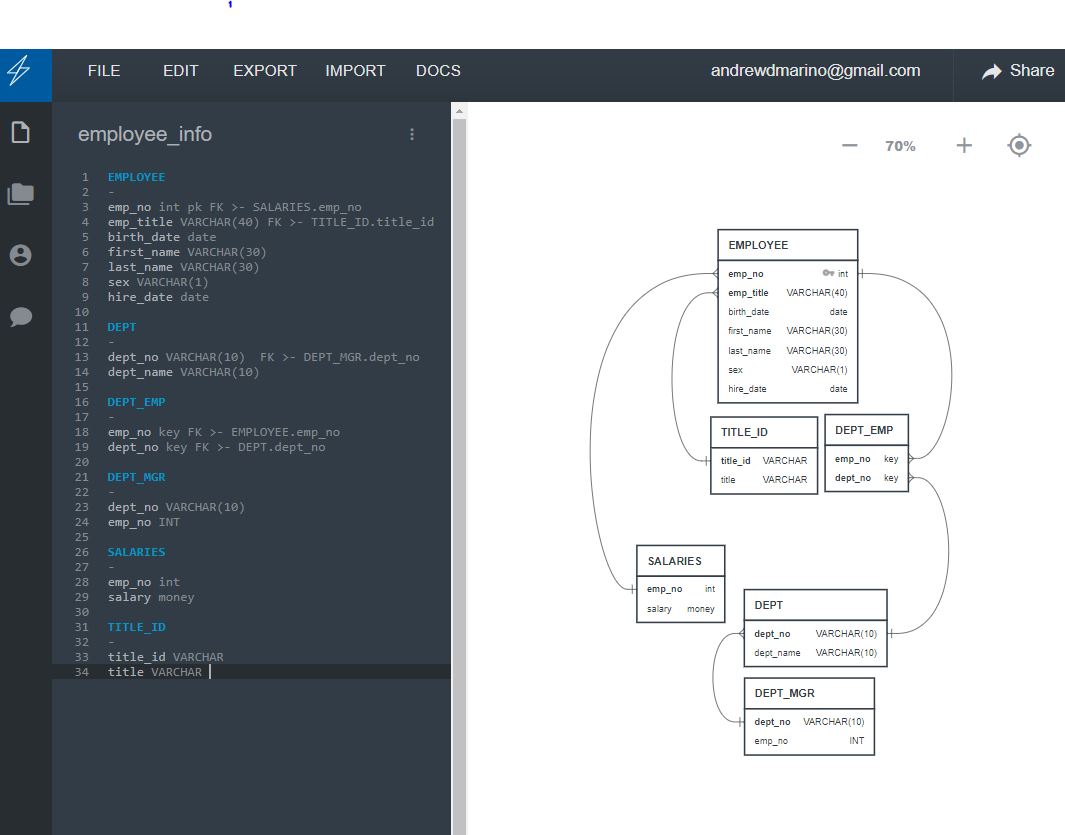 1
FILE EDIT EXPORT IMPORT DOCS andrewdmarino@gmail.com Share
employee_info
70%
1 EMPLOYEE
2 -
3 emp_no int pk FK >- SALARIES.emp_no
4 emp_title VARCHAR(40) FK >- TITLE_ID.title_id
5 birth_date date
6 first_name VARCHAR(30)
7 last_name VARCHAR(30)
8 sex VARCHAR(1)
9 hire_date date
10
11 DEPT
12 -
13 dept_no VARCHAR(10)  FK >- DEPT_MGR.dept_no
14 dept_name VARCHAR(10)
15
16 DEPT_EMP
17 -
18 emp_no key FK >- EMPLOYEE.emp_no
19 dept_no key FK >- DEPT.dept_no
20
21 DEPT_MGR
22 -
23 dept_no VARCHAR(10)
24 emp_no INT
25
26 SALARIES
27 -
28 emp_no int
29 salary money
30
31 TITLE_ID
32 -
33 title_id VARCHAR
34 title VARCHAR
EMPLOYEE
emp_no int
emp_title VARCHAR(40)
birth_date date
first_name VARCHAR(30)
last_name VARCHAR(30)
sex VARCHAR(1)
hire_date date
TITLE_ID
title_id VARCHAR
title VARCHAR
DEPT_EMP
emp_no key
dept_no key
SALARIES
emp_no int
salary money
DEPT
dept_no VARCHAR(10)
dept_name VARCHAR(10)
DEPT_MGR
dept_no VARCHAR(10)
emp_no INT